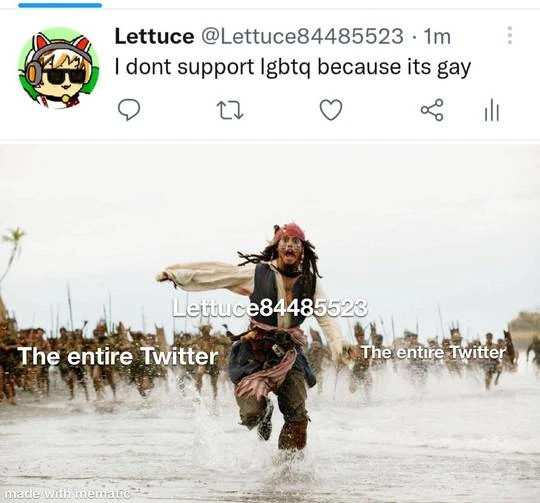 Lettuce @Lettuce84485523 · 1m
I dont support lgbtq because its gay
Lettuce84485523
The entire Twitter
The entire Twitter
made with mematic